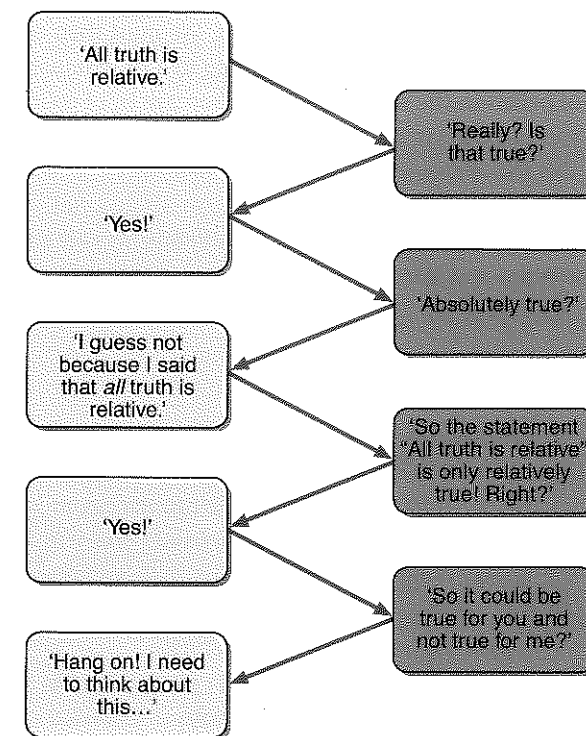 ‘All truth is
relative.’
‘Really? Is
that true?’
‘Yes!’
‘Absolutely true?’
‘I guess not
because I said
that all truth is
relative.’
‘So the statement
“All truth is relative”
is only relatively
true! Right?’
‘Yes!’
‘So it could be
true for you and
not true for me?’
‘Hang on! I need
to think about
this...’